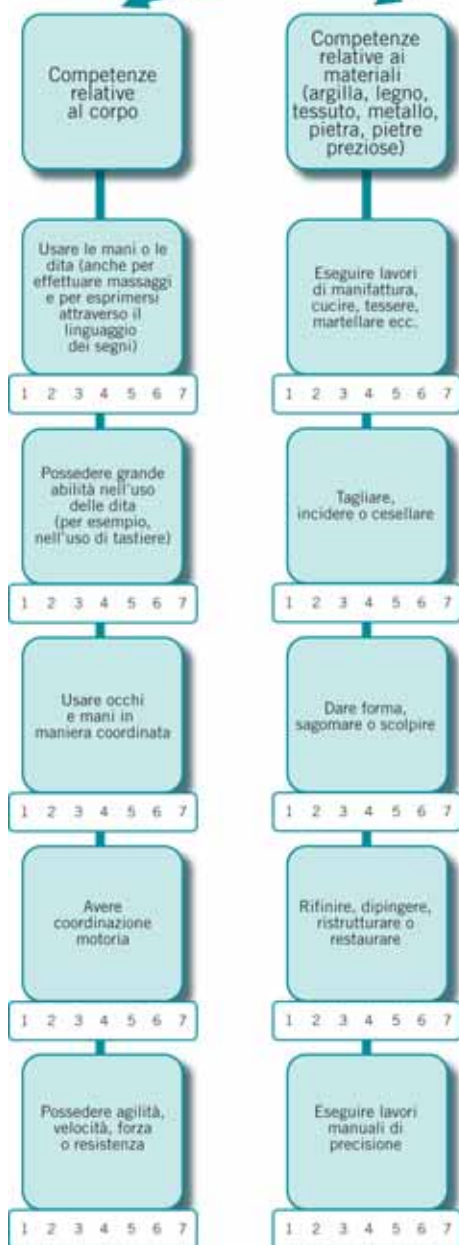 Competenze
relative
al corpo
Usare le mani o le
dita (anche per
effettuare massaggi
e per esprimersi
attraverso il
linguaggio
dei segni)
1 2 3 4 5 6 7
Possedere grande
abilità nell'uso
delle dita
(per esempio,
nell'uso di tastiere)
1 2 3 4 5 6 7
Usare occhi
e mani in
maniera coordinata
1 2 3 4 5 6 7
Avere
coordinazione
motoria
1 2 3 4 5 6 7
Possedere agilità,
velocità, forza
o resistenza
1 2 3 4 5 6 7
Competenze
relative ai
materiali
(argilla, legno,
tessuto, metallo,
pietra, pietre
preziose)
Eseguire lavori
di manifattura,
cucire, tessere,
martellare ecc.
1 2 3 4 5 6 7
Tagliare,
incidere o cesellare
1 2 3 4 5 6 7
Dare forma,
sagomare o scolpire
1 2 3 4 5 6 7
Rifinire, dipingere,
ristrutturare o
restaurare
1 2 3 4 5 6 7
Eseguire lavori
manuali di
precisione
1 2 3 4 5 6 7